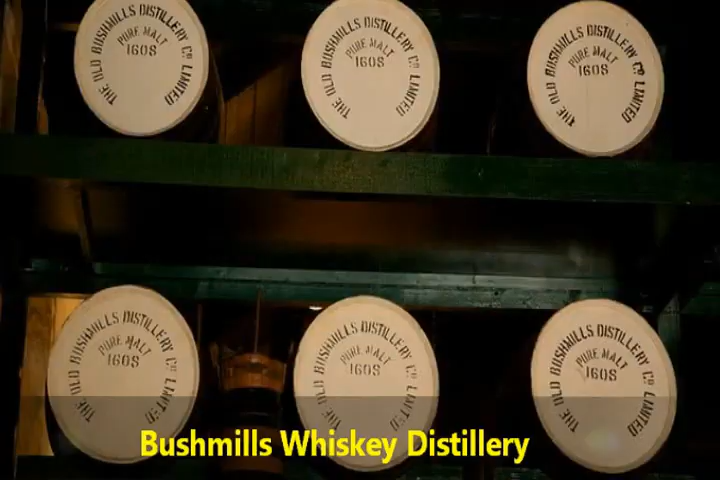 THE OLD BUSHMILLS DISTILLERY Co LIMITED
PURE MALT
1608
THE OLD BUSHMILLS DISTILLERY Co LIMITED
PURE MALT
1608
THE OLD BUSHMILLS DISTILLERY Co LIMITED
PURE MALT
1608
THE OLD BUSHMILLS DISTILLERY Co LIMITED
PURE MALT
1608
THE OLD BUSHMILLS DISTILLERY Co LIMITED
PURE MALT
1608
THE OLD BUSHMILLS DISTILLERY Co LIMITED
PURE MALT
1608
Bushmills Whiskey Distillery